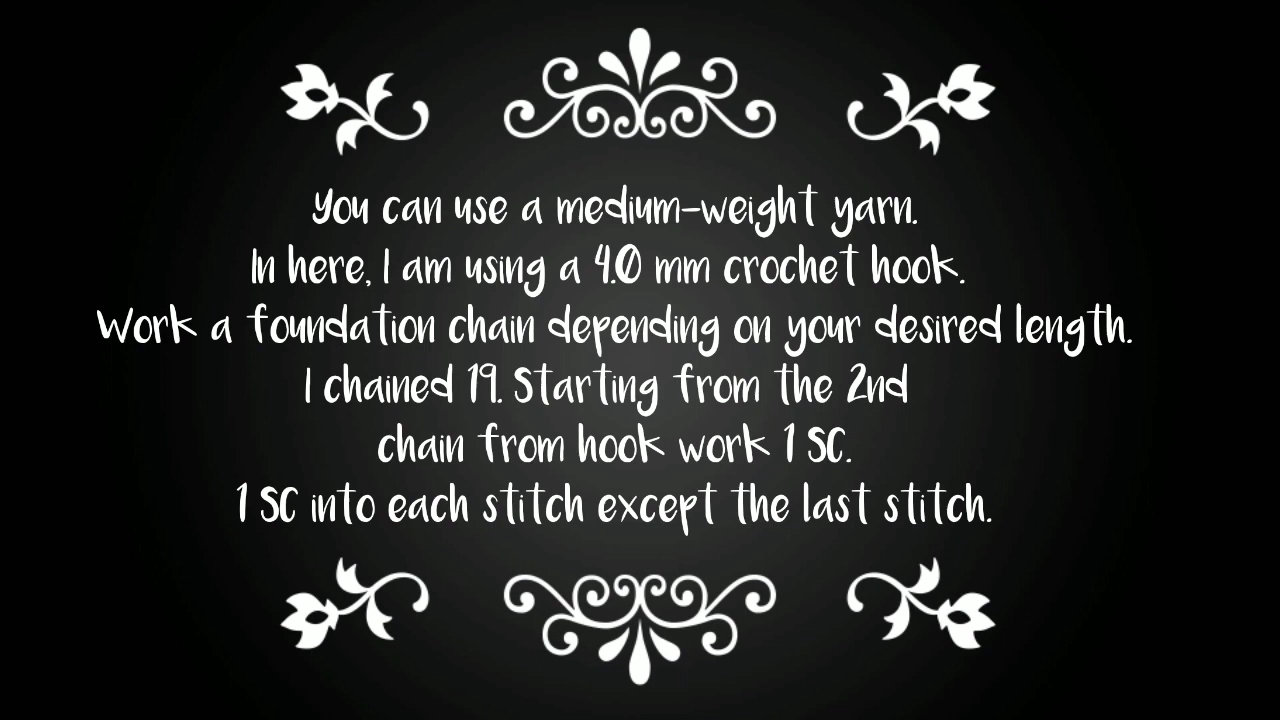 You can use a medium-weight yarn.
In here, I am using a 4.0 mm crochet hook.
Work a foundation chain depending on your desired length.
I chained 19. Starting from the 2nd
chain from hook work 1 SC.
1 SC into each stitch except the last stitch.